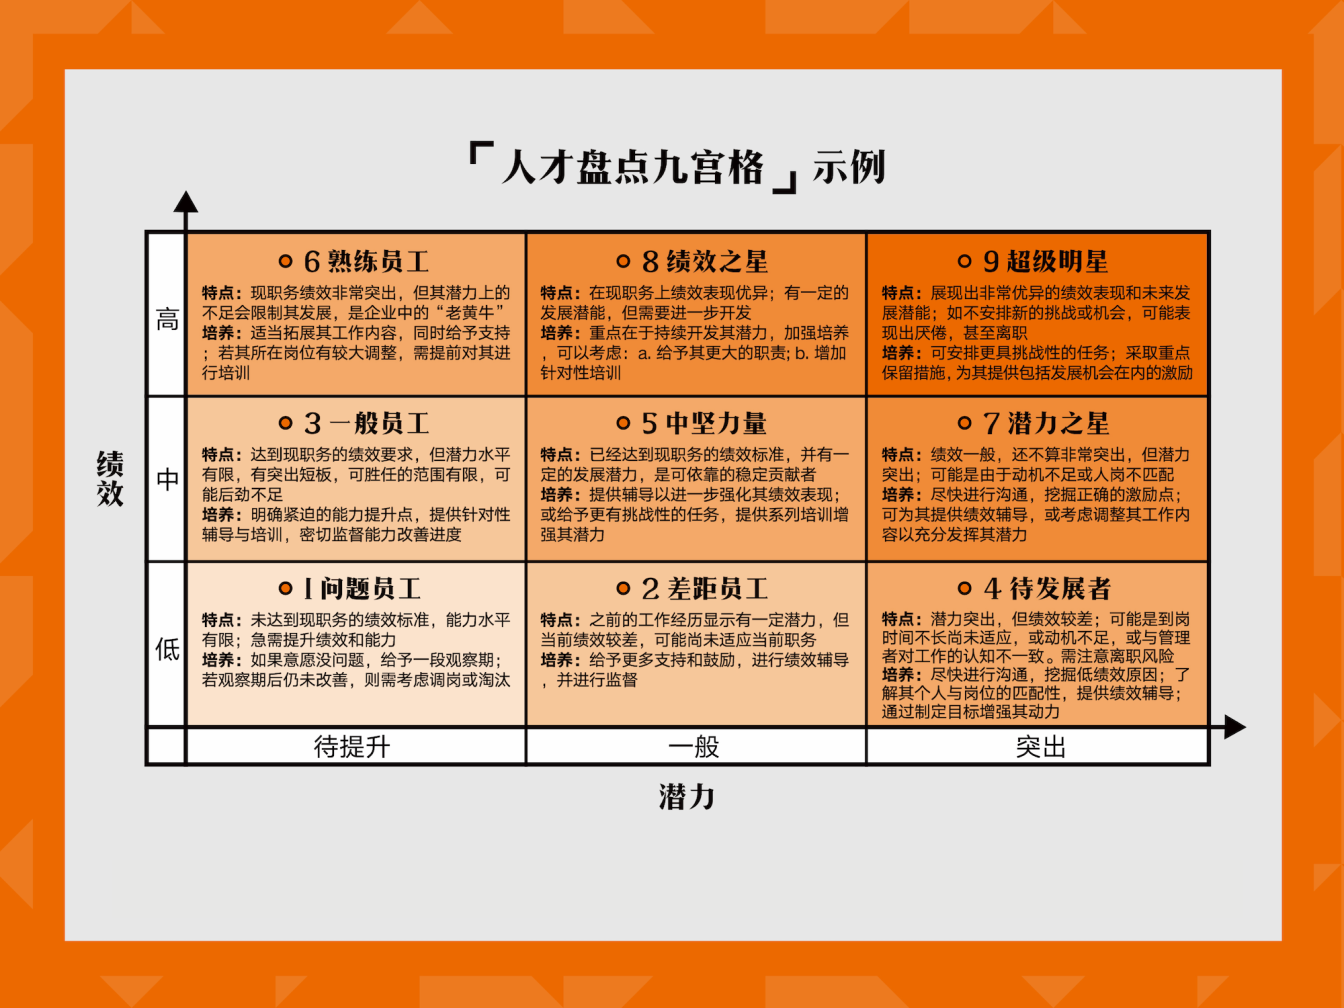 「人才盘点九宫格」示例
绩效
高
6 熟练员工
特点：现职务绩效非常突出，但其潜力上的
不足会限制其发展，是企业中的“老黄牛”
培养：适当拓展其工作内容，同时给予支持
；若其所在岗位有较大调整，需提前对其进
行培训
8 绩效之星
特点：在现职务上绩效表现优异；有一定的
发展潜能，但需要进一步开发
培养：重点在于持续开发其潜力，加强培养
，可以考虑：a. 给予其更大的职责; b. 增加
针对性培训
9 超级明星
特点：展现出非常优异的绩效表现和未来发
展潜能；如不安排新的挑战或机会，可能表
现出厌倦，甚至离职
培养：可安排更具挑战性的任务；采取重点
保留措施，为其提供包括发展机会在内的激励
中
3 一般员工
特点：达到现职务的绩效要求，但潜力水平
有限，有突出短板，可胜任的范围有限，可
能后劲不足
培养：明确紧迫的能力提升点，提供针对性
辅导与培训，密切监督能力改善进度
5 中坚力量
特点：已经达到现职务的绩效标准，并有一
定的发展潜力，是可依靠的稳定贡献者
培养：提供辅导以进一步强化其绩效表现；
或给予更有挑战性的任务，提供系列培训增
强其潜力
7 潜力之星
特点：绩效一般，还不算非常突出，但潜力
突出；可能是由于动机不足或人岗不匹配
培养：尽快进行沟通，挖掘正确的激励点；
可为其提供绩效辅导，或考虑调整其工作内
容以充分发挥其潜力
低
1 问题员工
特点：未达到现职务的绩效标准，能力水平
有限；急需提升绩效和能力
培养：如果意愿没问题，给予一段观察期；
若观察期后仍未改善，则需考虑调岗或淘汰
2 差距员工
特点：之前的工作经历显示有一定潜力，但
当前绩效较差，可能尚未适应当前职务
培养：给予更多支持和鼓励，进行绩效辅导
，并进行监督
4 待发展者
特点：潜力突出，但绩效较差；可能是到岗
时间不长尚未适应，或动机不足，或与管理
者对工作的认知不一致。需注意离职风险
培养：尽快进行沟通，挖掘低绩效原因；了
解其个人与岗位的匹配性，提供绩效辅导；
通过制定目标增强其动力
待提升
一般
突出
潜力